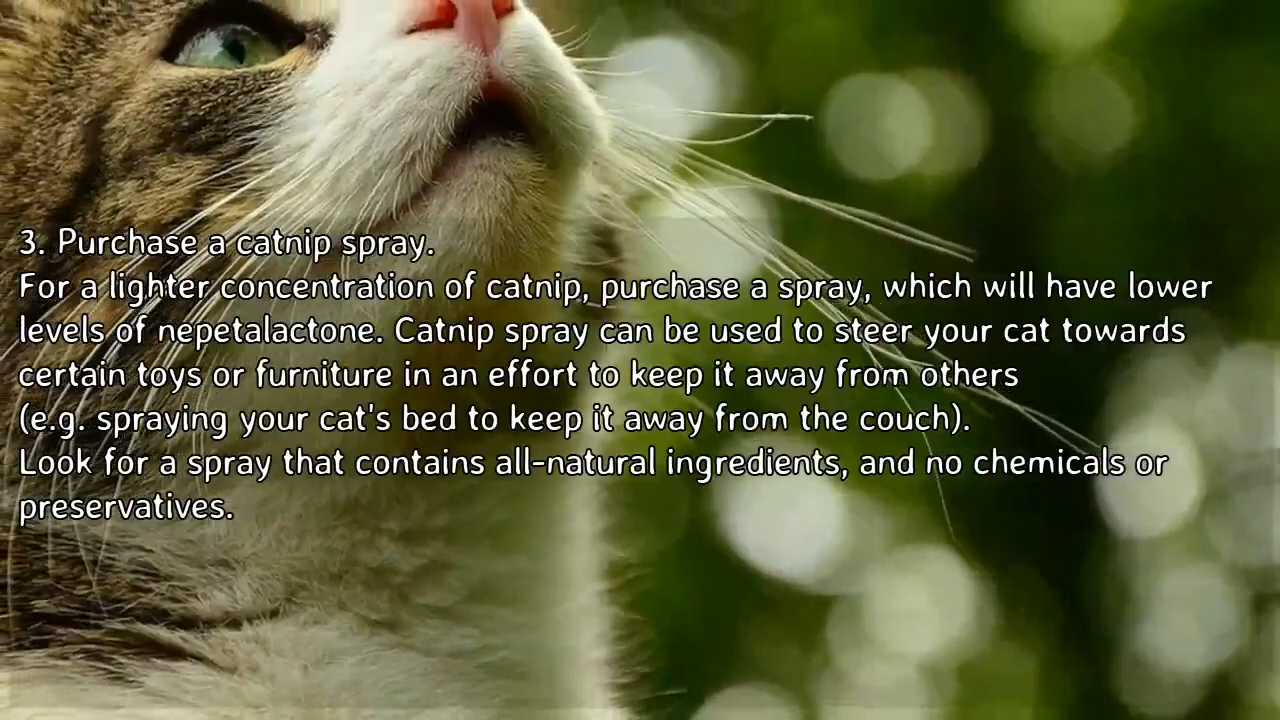 3. Purchase a catnip spray.
For a lighter concentration of catnip, purchase a spray, which will have lower
levels of nepetalactone. Catnip spray can be used to steer your cat towards
certain toys or furniture in an effort to keep it away from others
(e.g. spraying your cat's bed to keep it away from the couch).
Look for a spray that contains all-natural ingredients, and no chemicals or
preservatives.